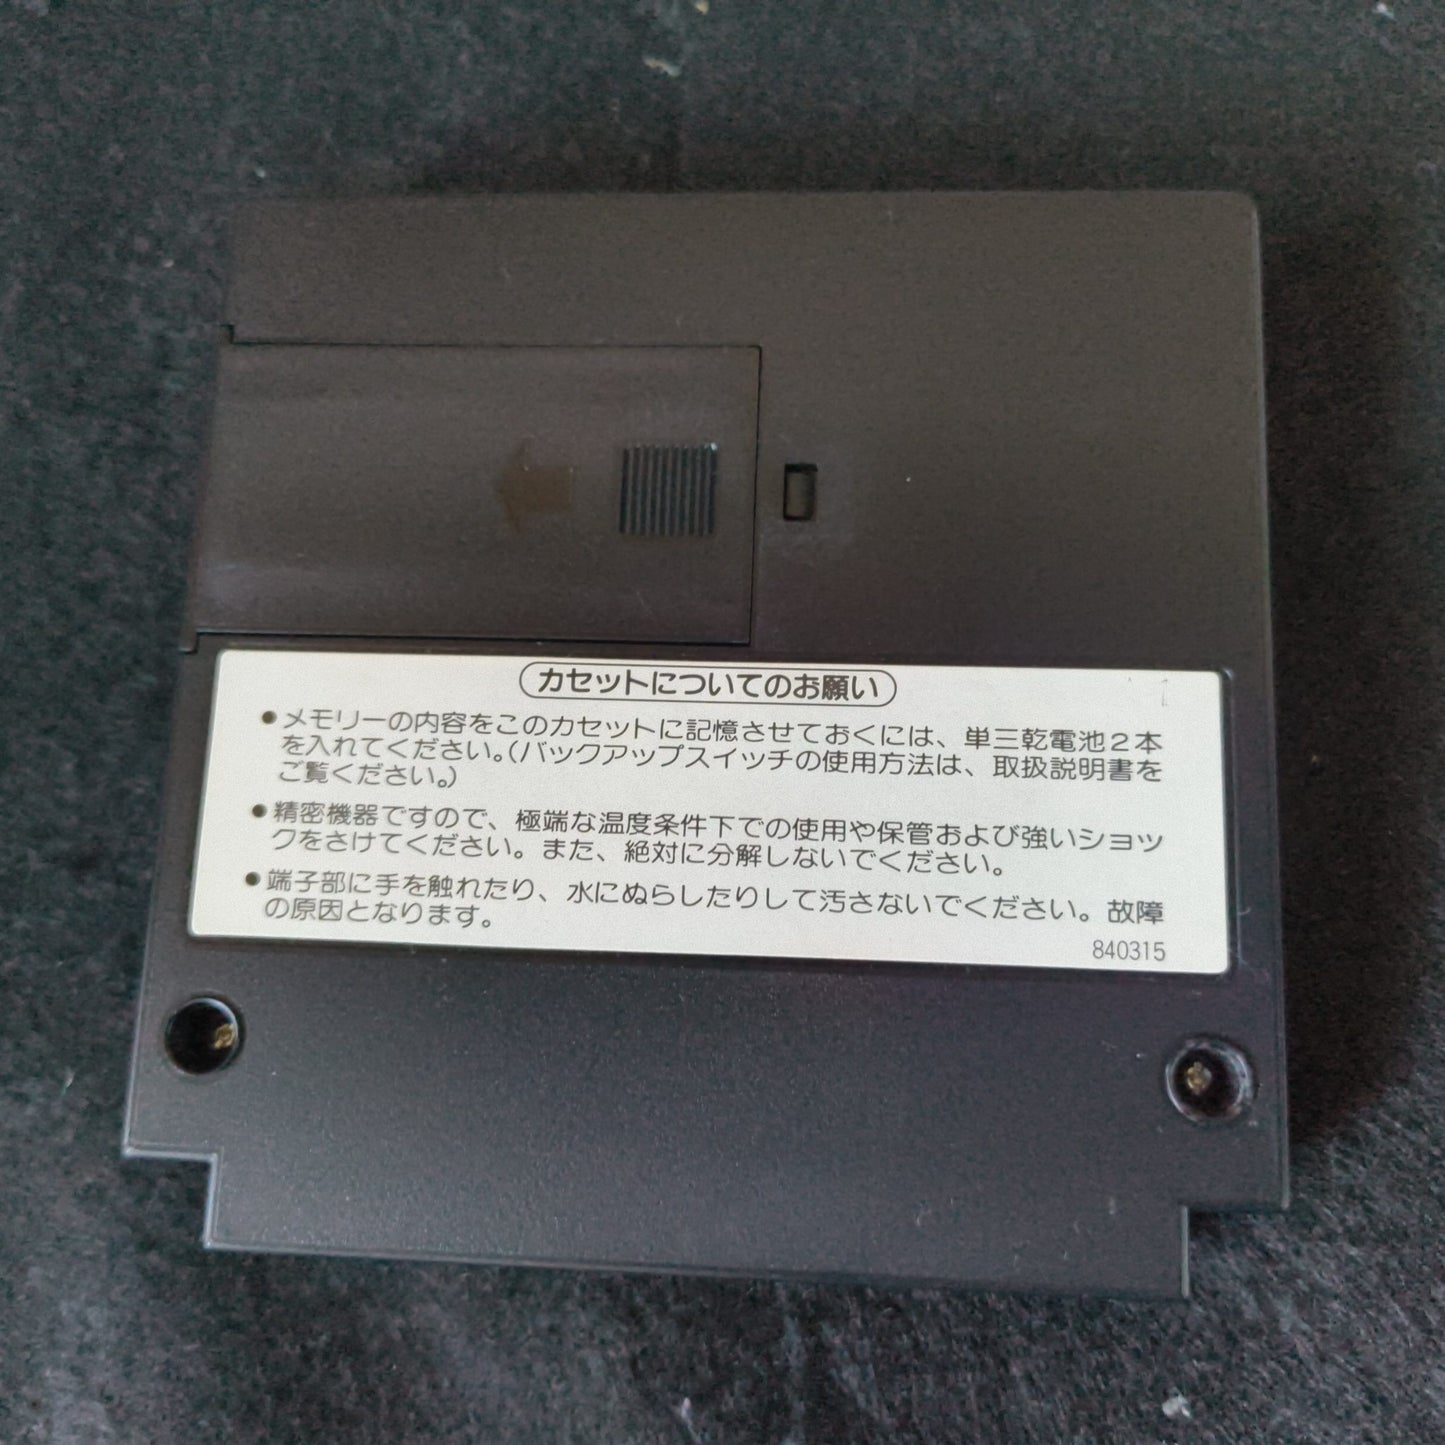 カセットについてのお願い
●メモリーの内容をこのカセットに記憶させておくには、単三乾電池2本
を入れてください。(バックアップスイッチの使用方法は、取扱説明書を
ご覧ください。)
●精密機器ですので、極端な温度条件下での使用や保管および強いショッ
クをさけてください。また、絶対に分解しないでください。
●端子部に手を触れたり、水にぬらしたりして汚さないでください。故障
の原因となります。
840315